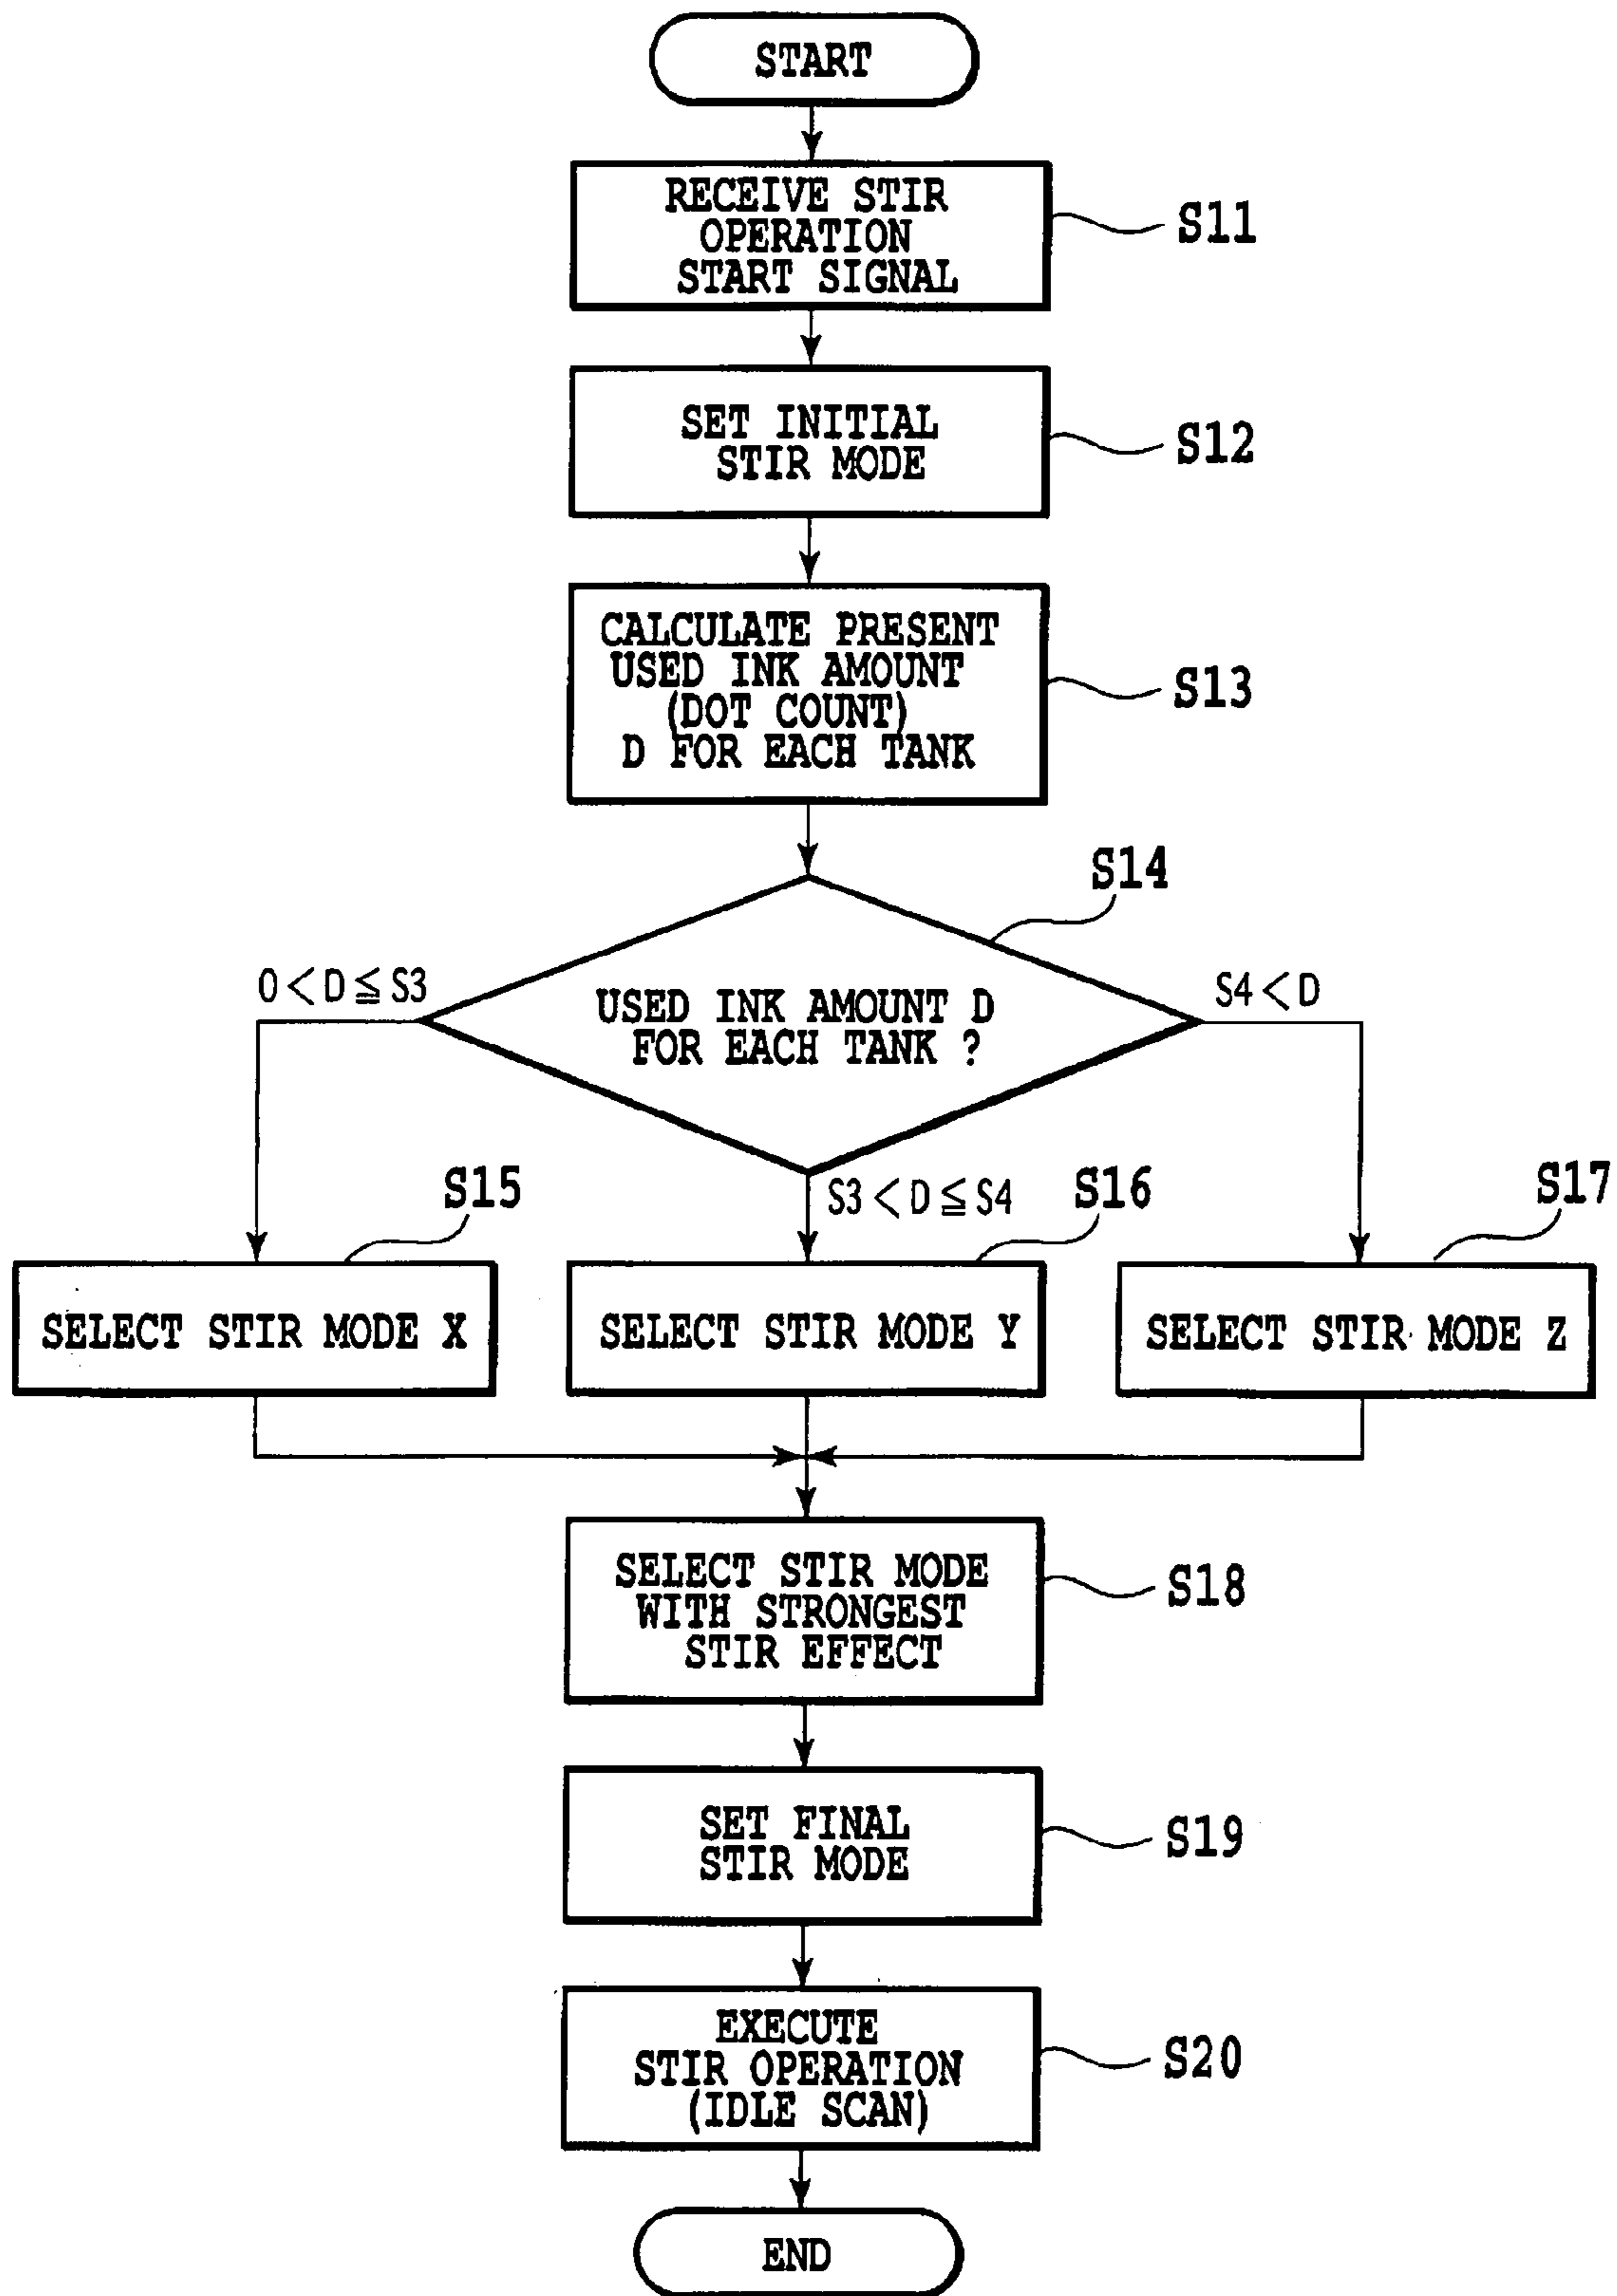 START
RECEIVE STIR
OPERATION
START SIGNAL
S11
SET INITIAL
STIR MODE
S12
CALCULATE PRESENT
USED INK AMOUNT
(DOT COUNT)
D FOR EACH TANK
S13
S14
0<D≦S3
USED INK AMOUNT D
FOR EACH TANK ?
S4<D
S3<D≦S4
S15
S16
S17
SELECT STIR MODE X
SELECT STIR MODE Y
SELECT STIR MODE Z
SELECT STIR MODE
WITH STRONGEST
STIR EFFECT
S18
SET FINAL
STIR MODE
S19
EXECUTE
STIR OPERATION
(IDLE SCAN)
S20
END